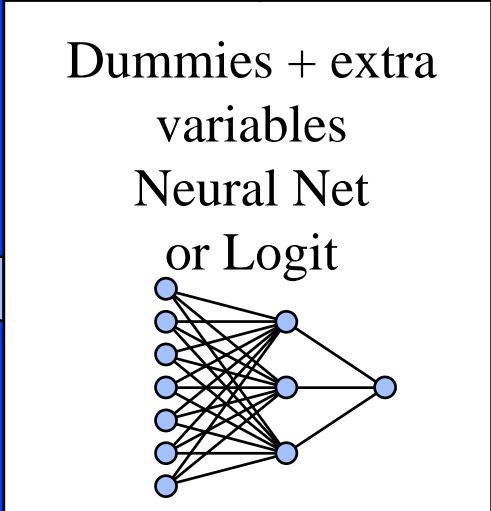 Dummies + extra
variables
Neural Net
or Logit